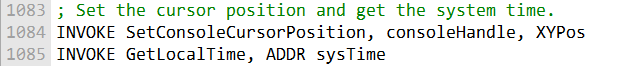 1083 ; Set the cursor position and get the system time.
1084 INVOKE SetConsoleCursorPosition, consoleHandle, XYPos
1085 INVOKE GetLocalTime, ADDR sysTime